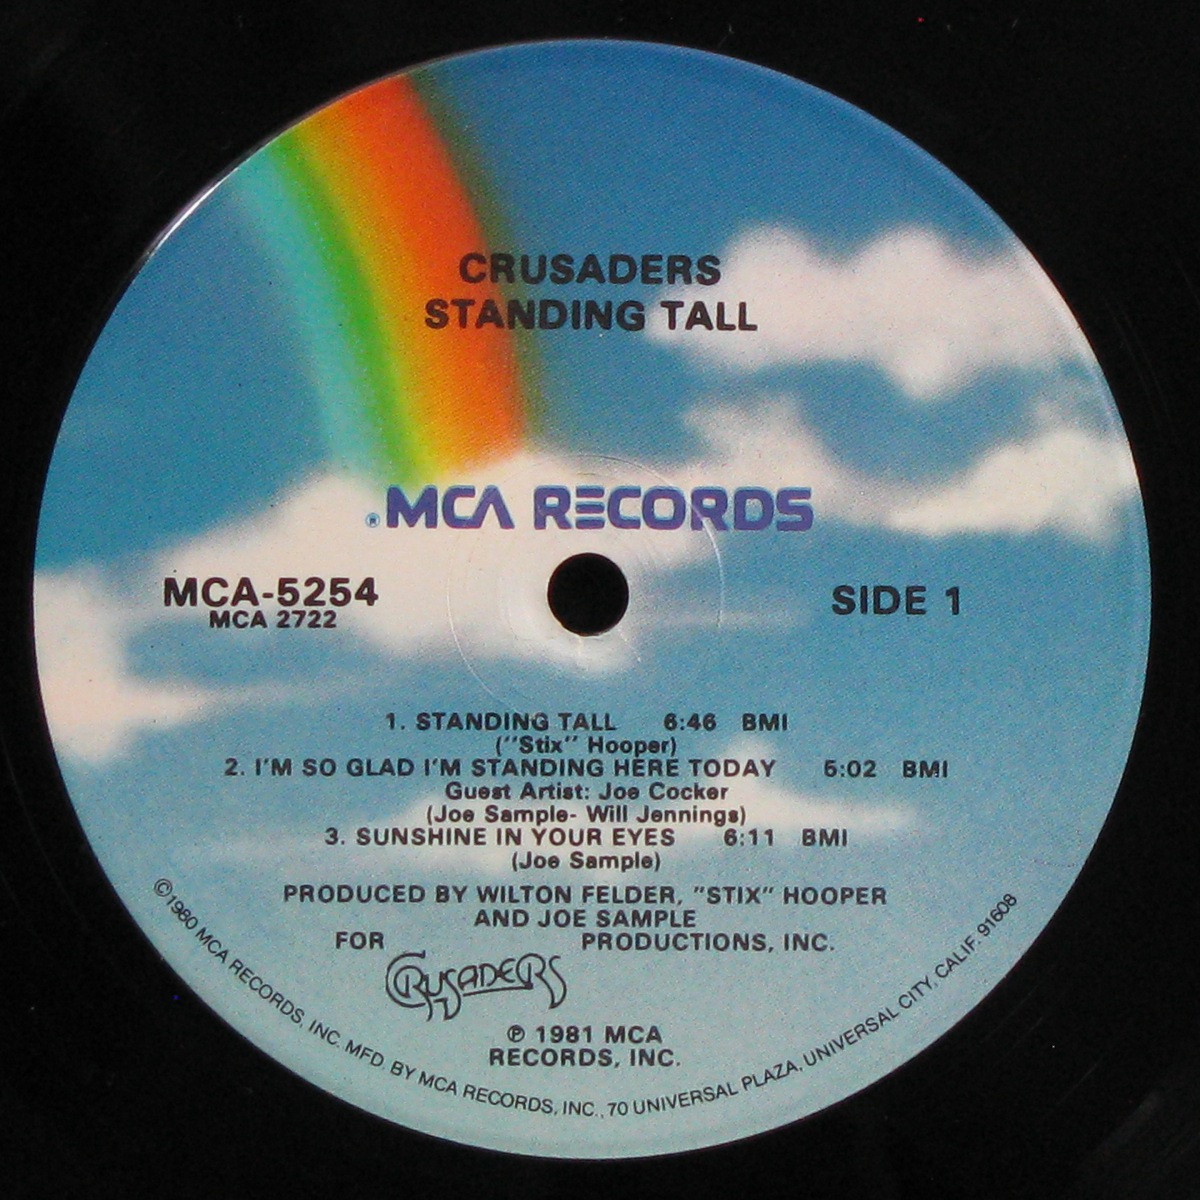 CRUSADERS
STANDING TALL
® MCA RECORDS
MCA-5254
MCA 2722
SIDE 1
1. STANDING TALL 6:46 BMI
("Stix" Hooper)
2. I'M SO GLAD I'M STANDING HERE TODAY 5:02 BMI
Guest Artist: Joe Cocker
(Joe Sample- Will Jennings)
3. SUNSHINE IN YOUR EYES 6:11 BMI
(Joe Sample)
PRODUCED BY WILTON FELDER, "STIX" HOOPER
AND JOE SAMPLE
FOR CRUSADERS PRODUCTIONS, INC.
℗ 1981 MCA
RECORDS, INC.
©1980 MCA RECORDS, INC. MFD. BY MCA RECORDS, INC., 70 UNIVERSAL PLAZA, UNIVERSAL CITY, CALIF. 91608